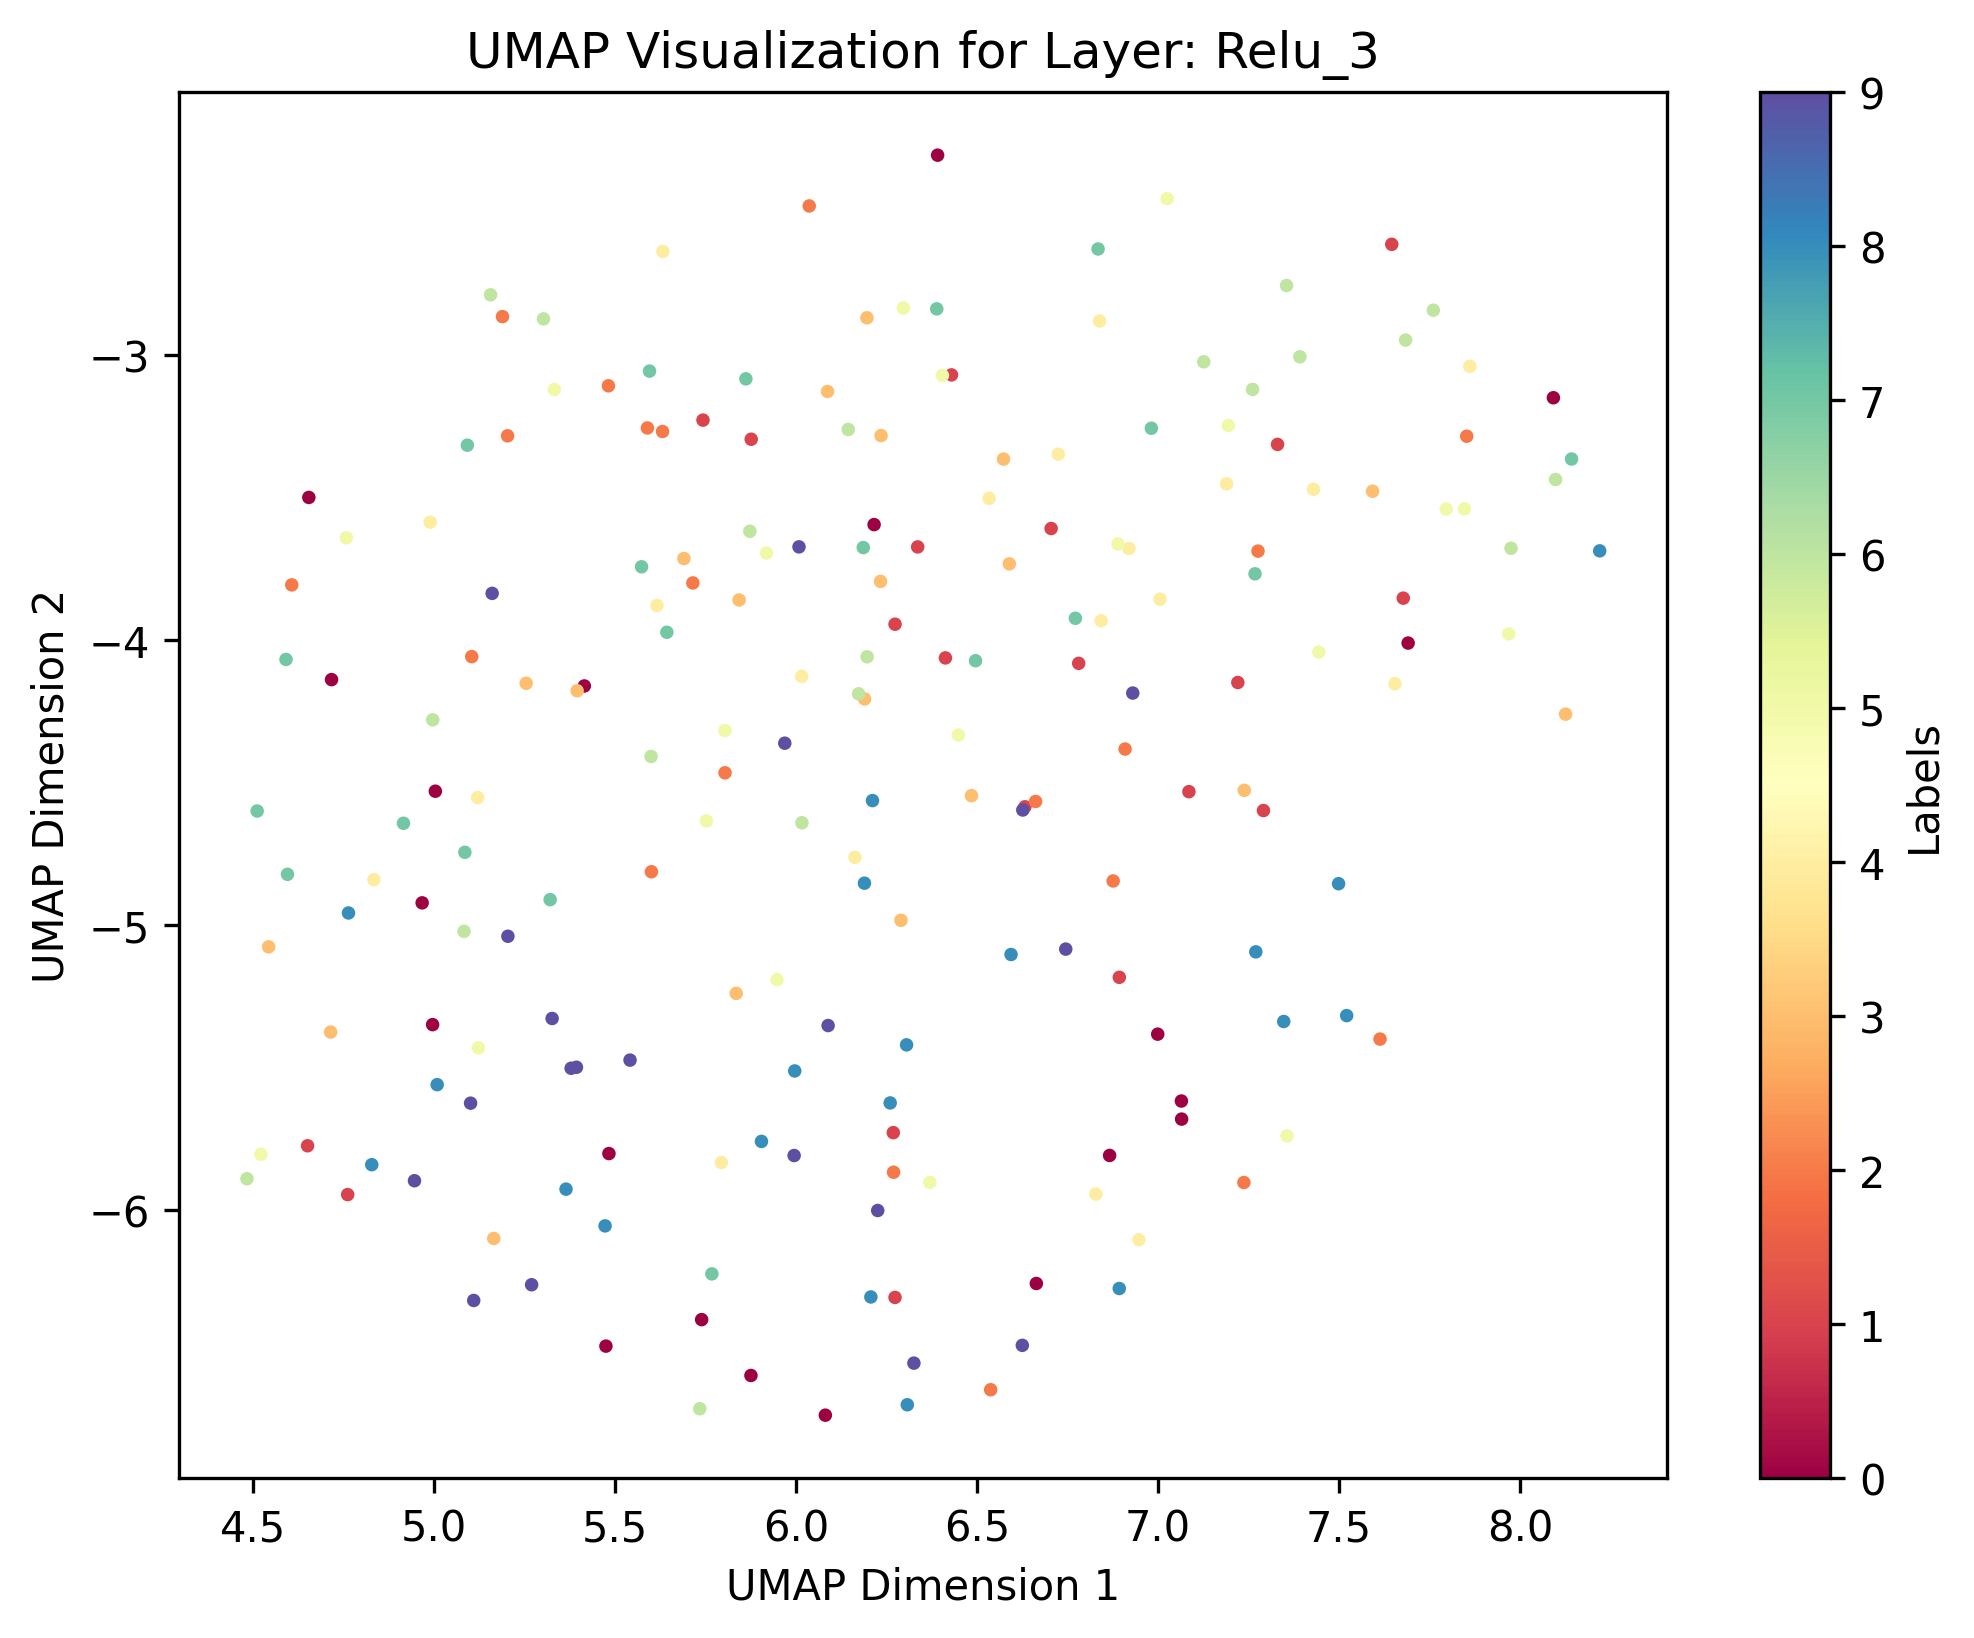 UMAP Visualization for Layer: Relu_3
UMAP Dimension 2
−3
−4
−5
−6
4.5 5.0 5.5 6.0 6.5 7.0 7.5 8.0
UMAP Dimension 1
9
8
7
6
5
4
3
2
1
0
Labels